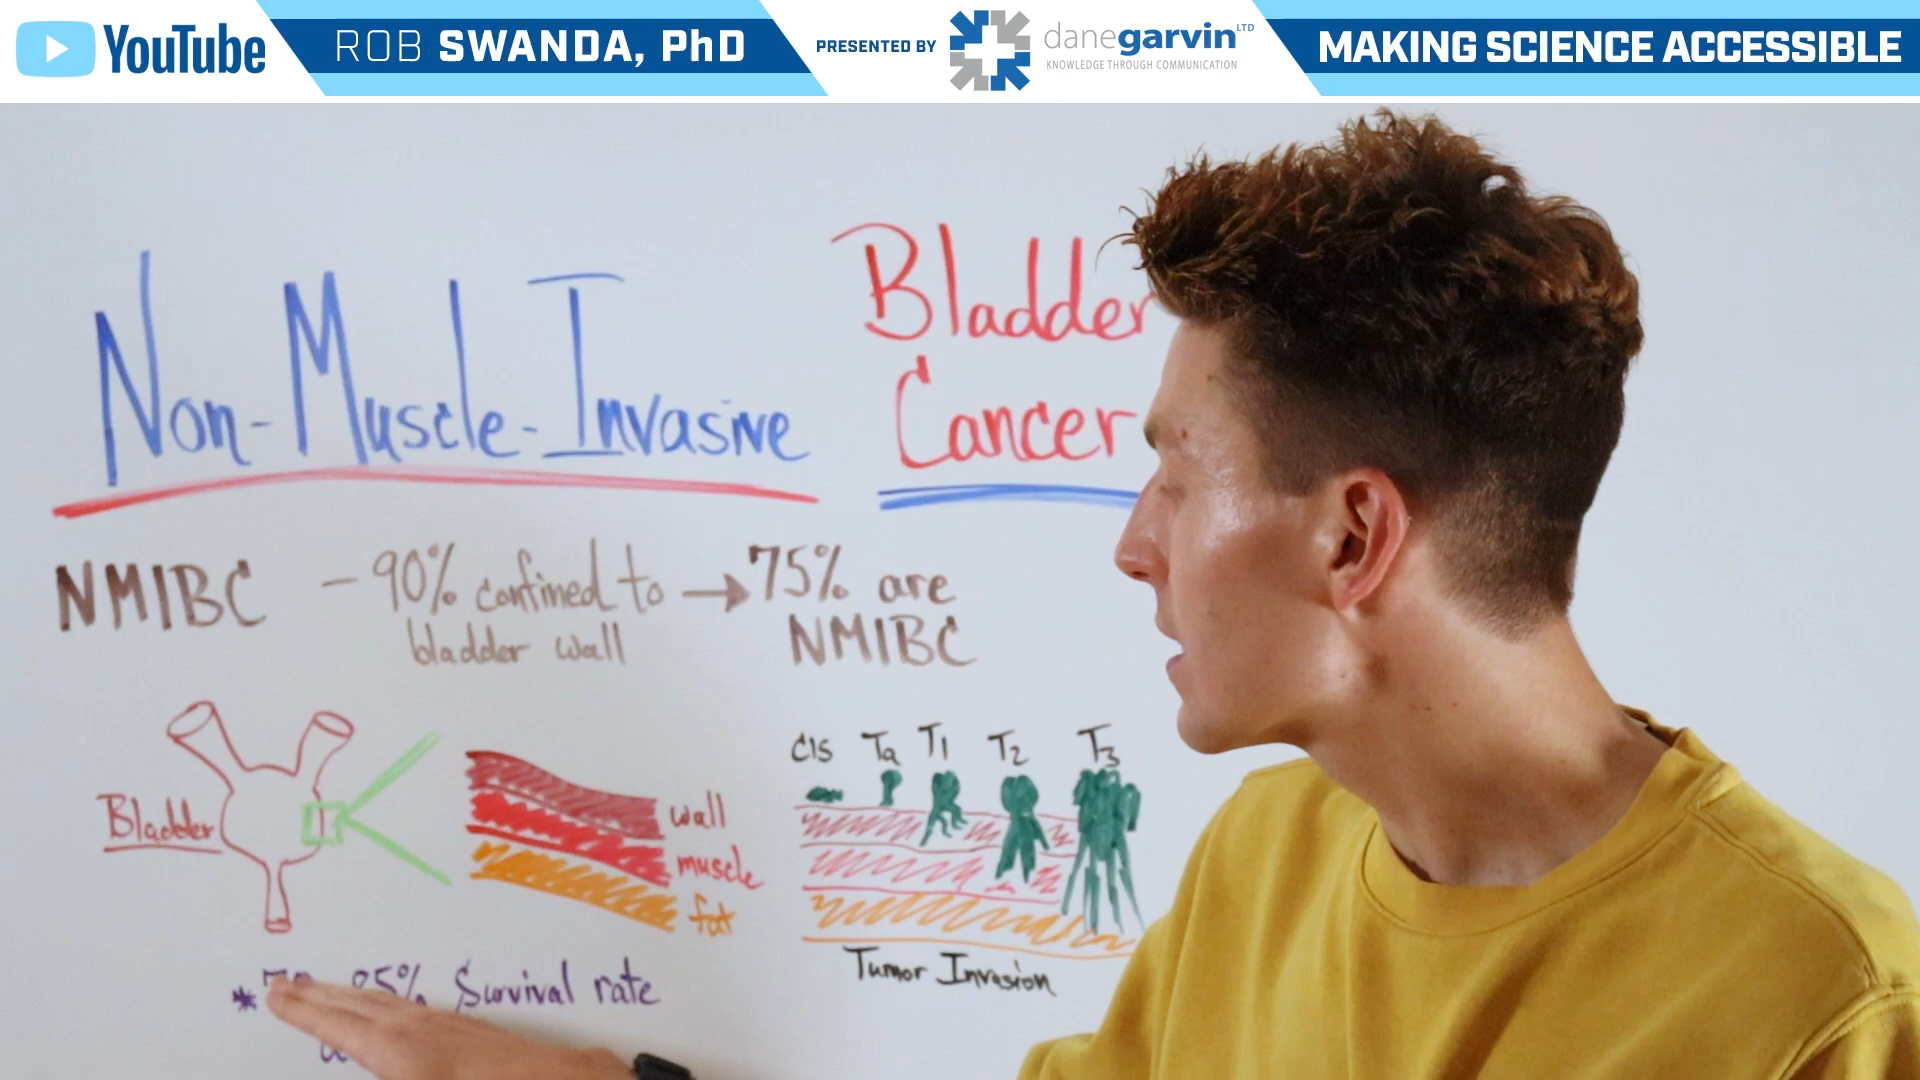 YouTube
ROB SWANDA, PhD
PRESENTED BY
danegarvin LTD
KNOWLEDGE THROUGH COMMUNICATION
MAKING SCIENCE ACCESSIBLE
Non-Muscle-Invasive
Bladder
Cancer
NMIBC
- 90% confined to
bladder wall
→ 75% are
NMIBC
Bladder
wall
muscle
fat
CIS Ta T1 T2 T3
Tumor Invasion
85% Survival rate